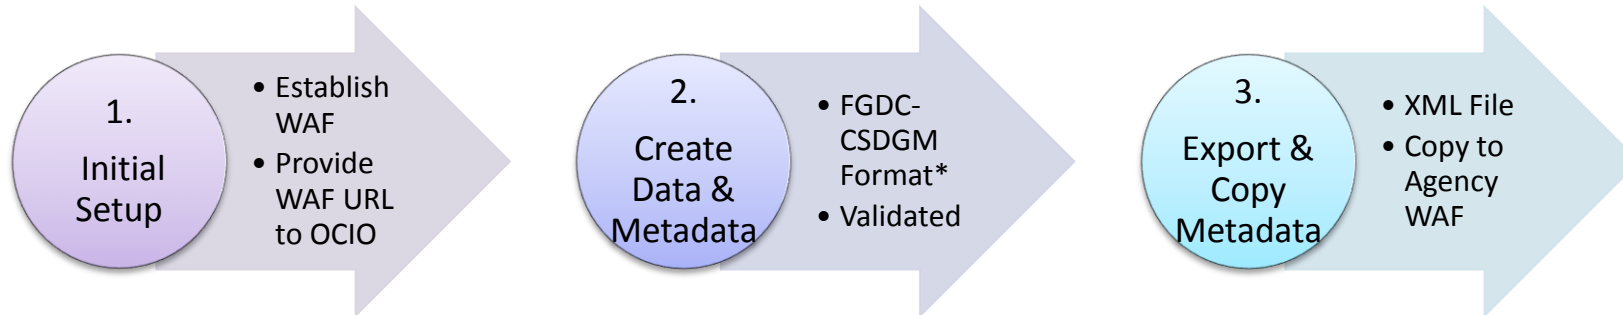 1.
Initial
Setup
• Establish
WAF
• Provide
WAF URL
to OCIO
2.
Create
Data &
Metadata
• FGDC-
CSDGM
Format*
• Validated
3.
Export &
Copy
Metadata
• XML File
• Copy to
Agency
WAF